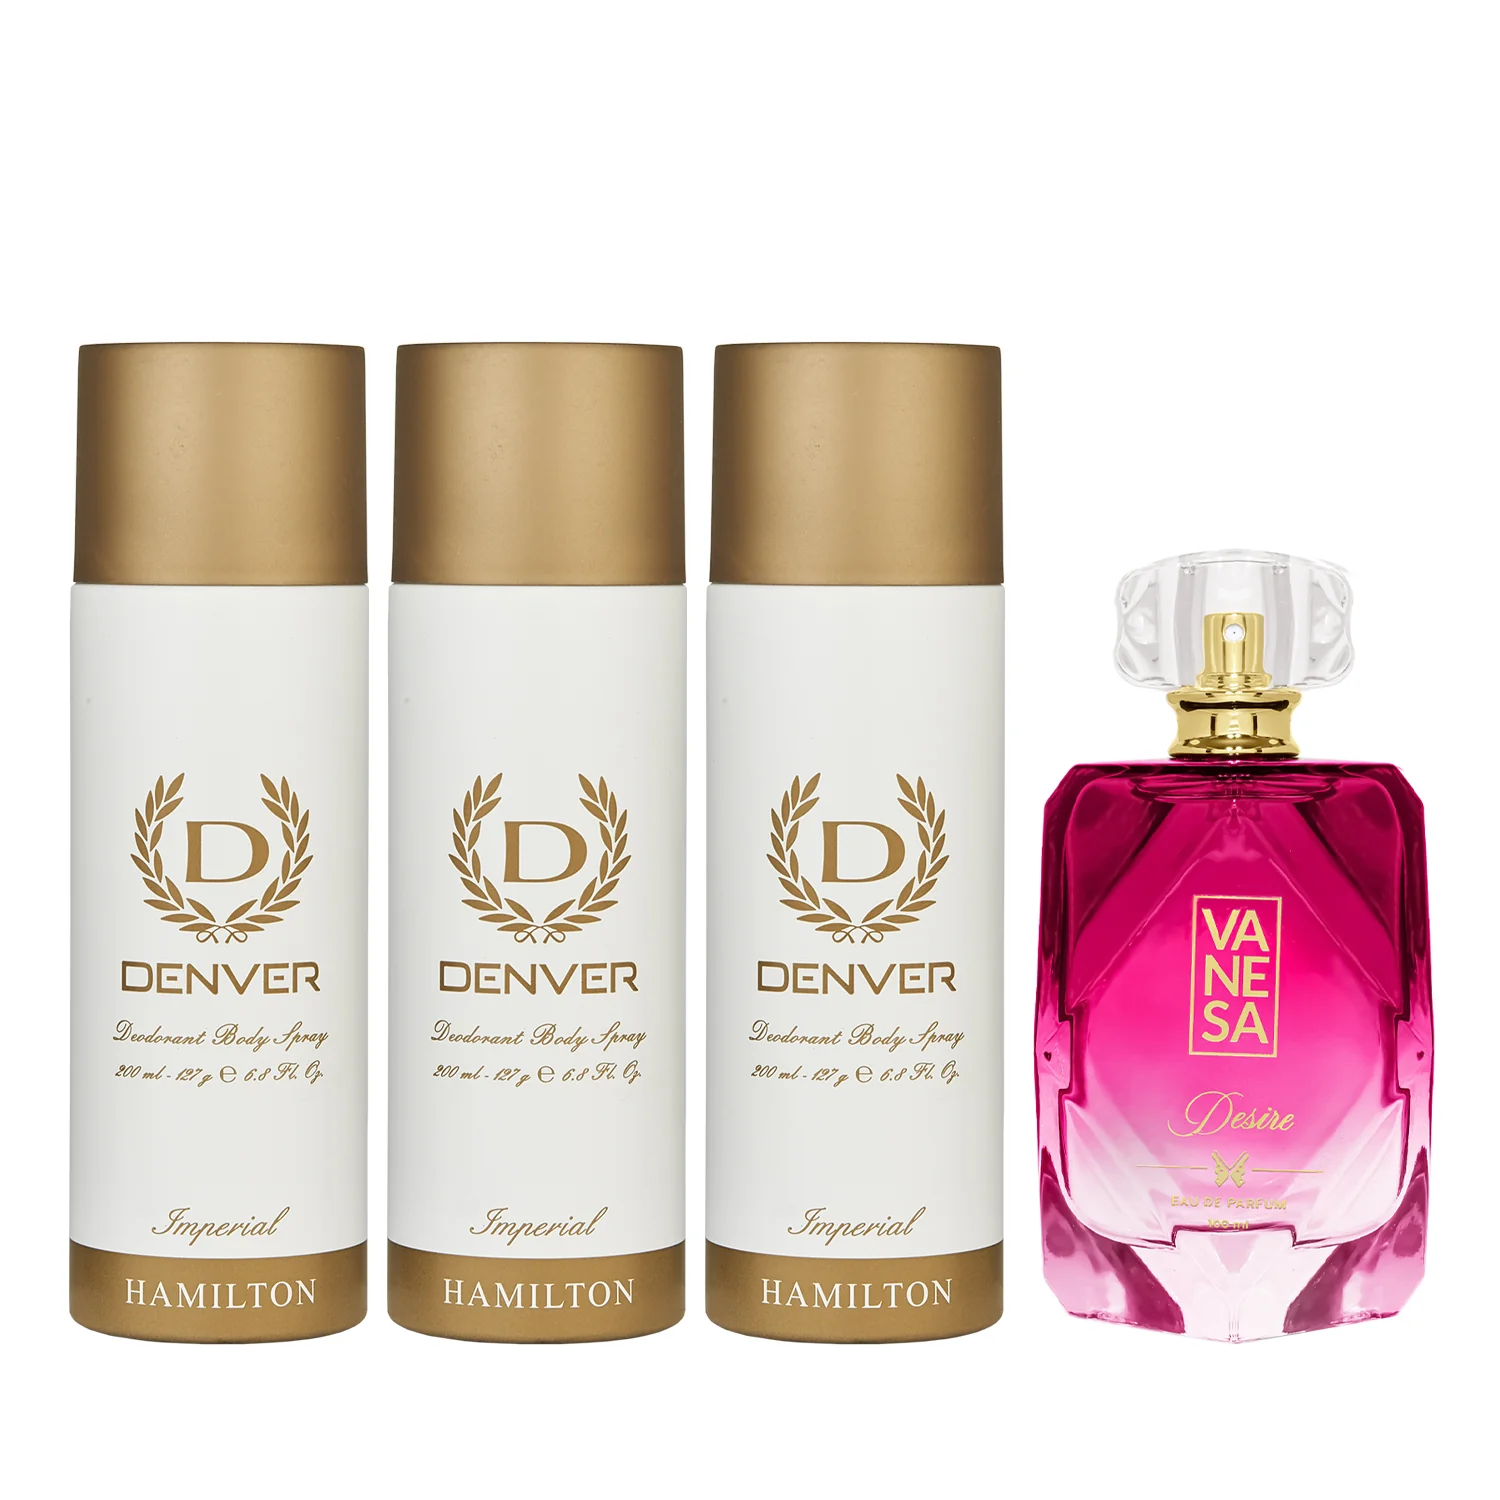 D
DENVER
Deodorant Body Spray
200 ml - 127 g ℮ 6.8 Fl. Oz.
Imperial
HAMILTON
D
DENVER
Deodorant Body Spray
200 ml - 127 g ℮ 6.8 Fl. Oz.
Imperial
HAMILTON
D
DENVER
Deodorant Body Spray
200 ml - 127 g ℮ 6.8 Fl. Oz.
Imperial
HAMILTON
VA
NE
SA
Desire
EAU DE PARFUM
100 ml